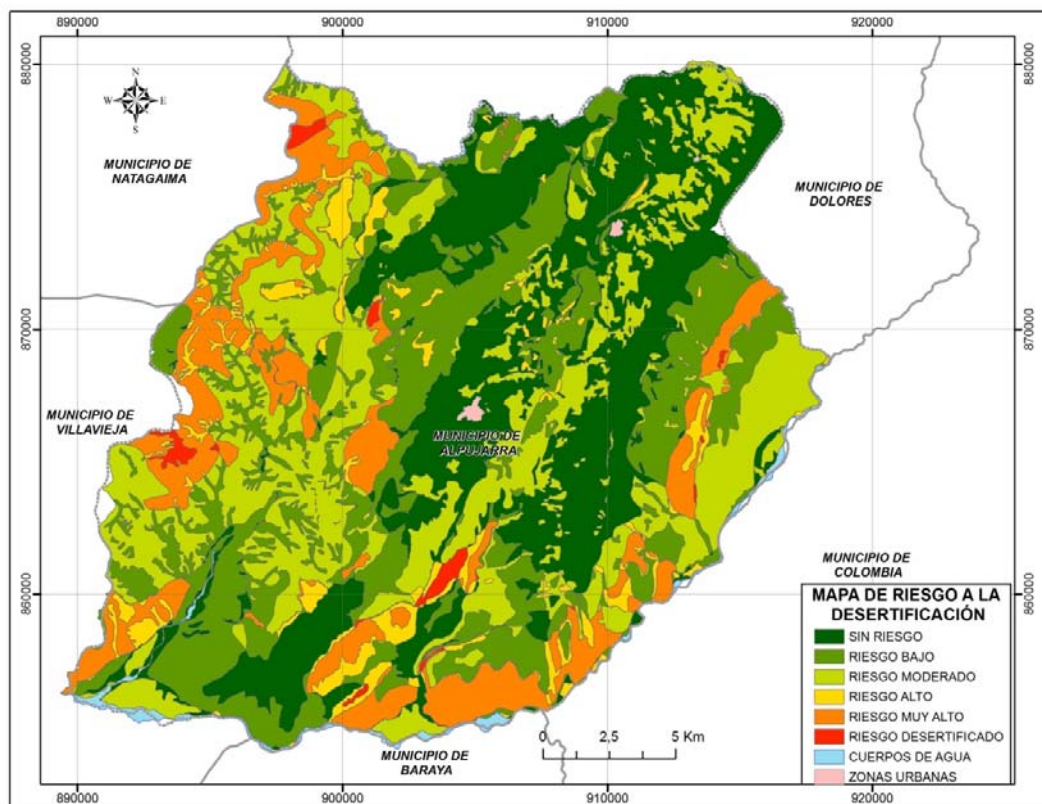 890000 900000 910000 920000
880000 880000
N
W E
S
MUNICIPIO DE
NATAGAIMA
MUNICIPIO DE
DOLORES
870000 870000
MUNICIPIO DE
VILLAVIEJA
MUNICIPIO DE
ALPUJARRA
MUNICIPIO DE
COLOMBIA
860000 860000
MAPA DE RIESGO A LA
DESERTIFICACIÓN
SIN RIESGO
RIESGO BAJO
RIESGO MODERADO
RIESGO ALTO
RIESGO MUY ALTO
RIESGO DESERTIFICADO
CUERPOS DE AGUA
ZONAS URBANAS
0 2,5 5 Km
MUNICIPIO DE
BARAYA
890000 900000 910000 920000